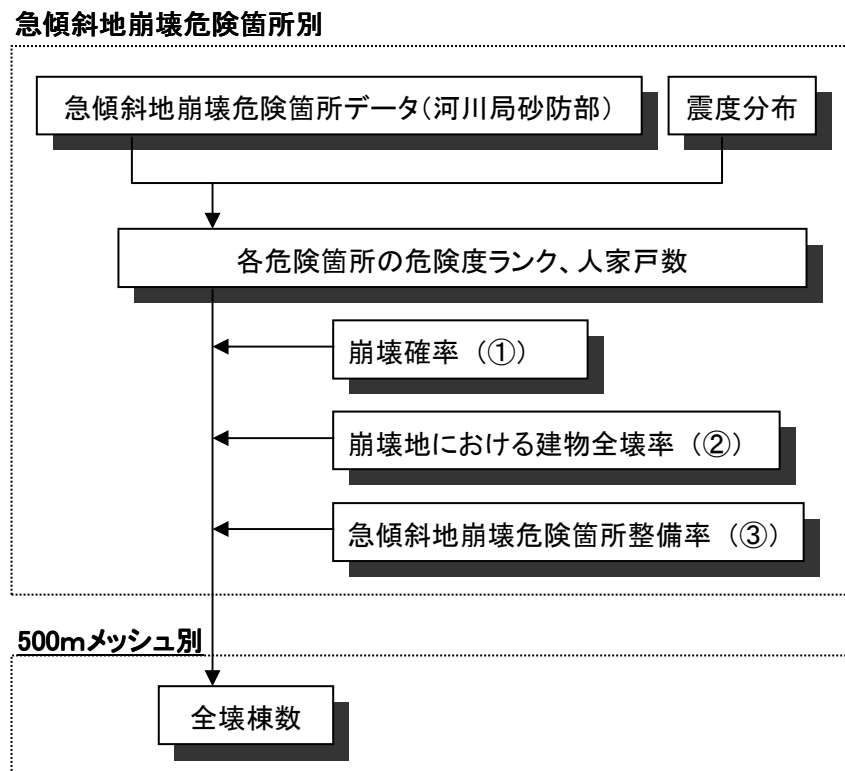 急傾斜地崩壊危険箇所別
急傾斜地崩壊危険箇所データ（河川局砂防部）
震度分布
各危険箇所の危険度ランク、人家戸数
崩壊確率（①）
崩壊地における建物全壊率（②）
急傾斜地崩壊危険箇所整備率（③）
500mメッシュ別
全壊棟数